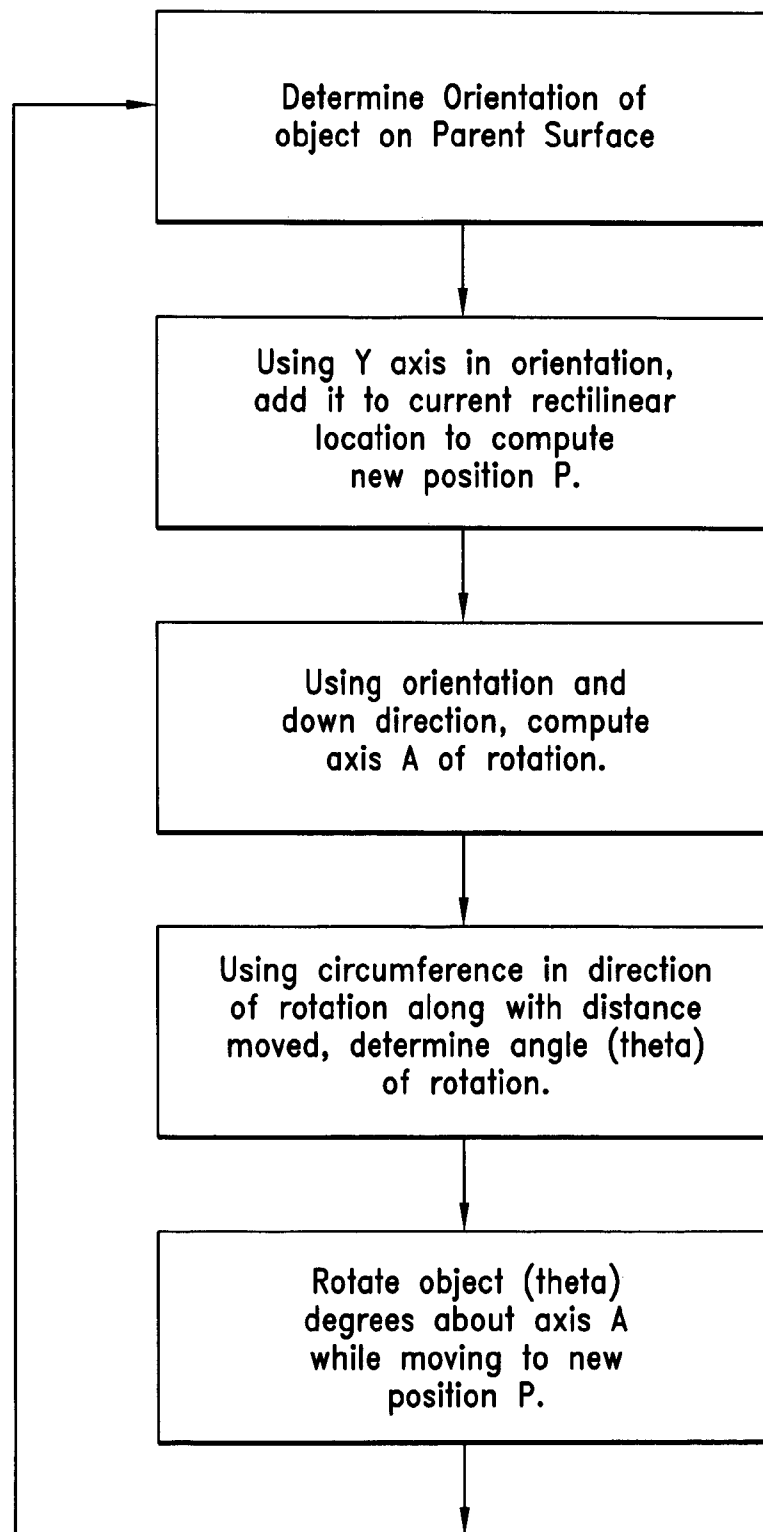 Determine Orientation of
object on Parent Surface
Using Y axis in orientation,
add it to current rectilinear
location to compute
new position P.
Using orientation and
down direction, compute
axis A of rotation.
Using circumference in direction
of rotation along with distance
moved, determine angle (theta)
of rotation.
Rotate object (theta)
degrees about axis A
while moving to new
position P.